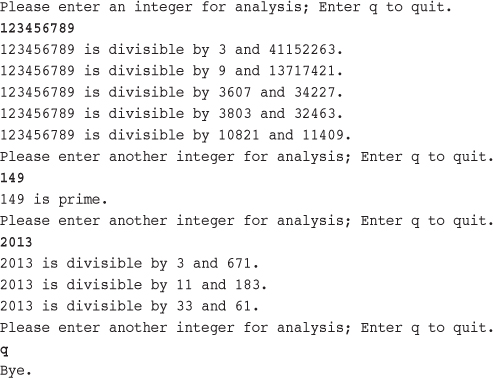 Please enter an integer for analysis; Enter q to quit.
123456789
123456789 is divisible by 3 and 41152263.
123456789 is divisible by 9 and 13717421.
123456789 is divisible by 3607 and 34227.
123456789 is divisible by 3803 and 32463.
123456789 is divisible by 10821 and 11409.
Please enter another integer for analysis; Enter q to quit.
149
149 is prime.
Please enter another integer for analysis; Enter q to quit.
2013
2013 is divisible by 3 and 671.
2013 is divisible by 11 and 183.
2013 is divisible by 33 and 61.
Please enter another integer for analysis; Enter q to quit.
q
Bye.